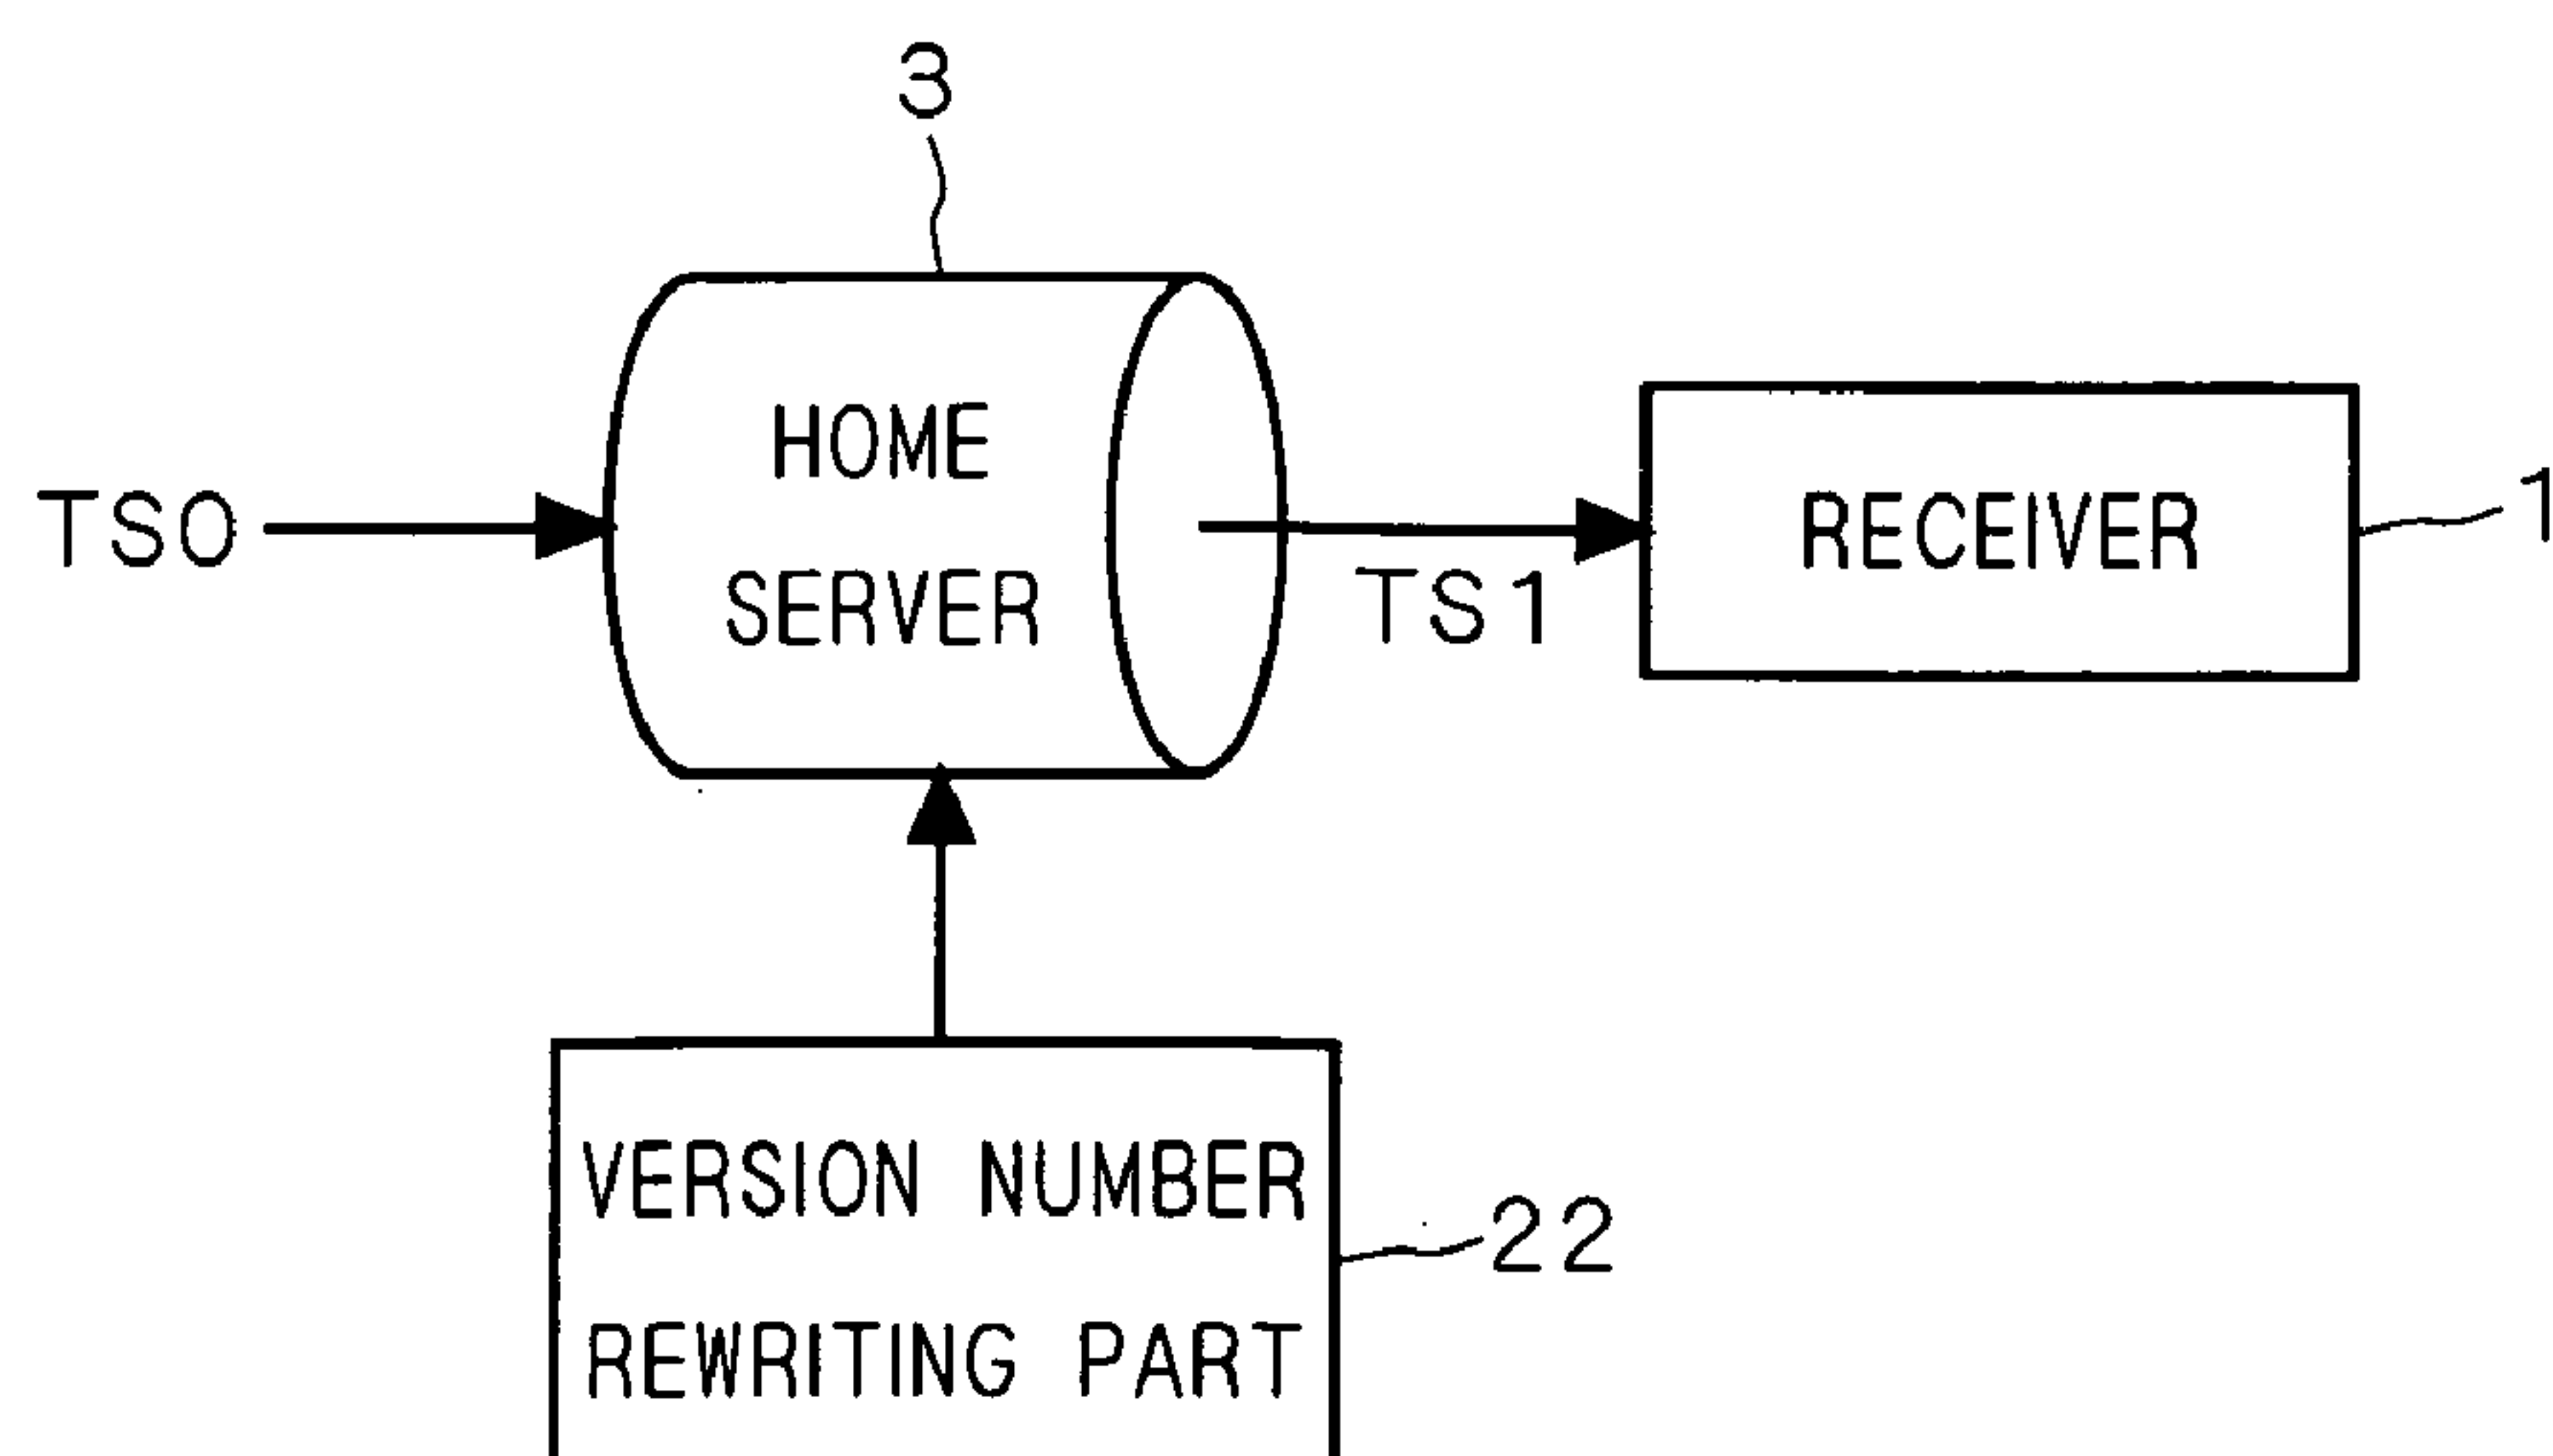 3
HOME
SERVER
TS0
TS1
RECEIVER
1
VERSION NUMBER
REWRITING PART
22